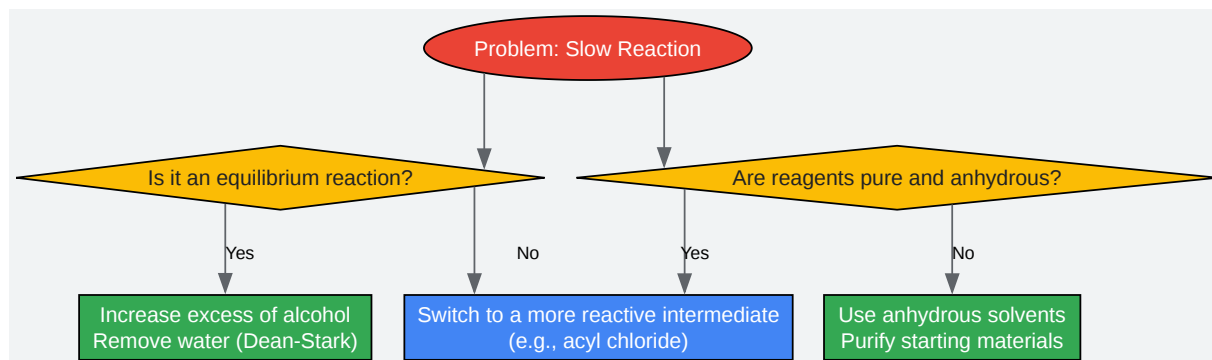 Problem: Slow Reaction
Is it an equilibrium reaction?
Are reagents pure and anhydrous?
Yes
No
Yes
No
Increase excess of alcohol
Remove water (Dean-Stark)
Switch to a more reactive intermediate
(e.g., acyl chloride)
Use anhydrous solvents
Purify starting materials